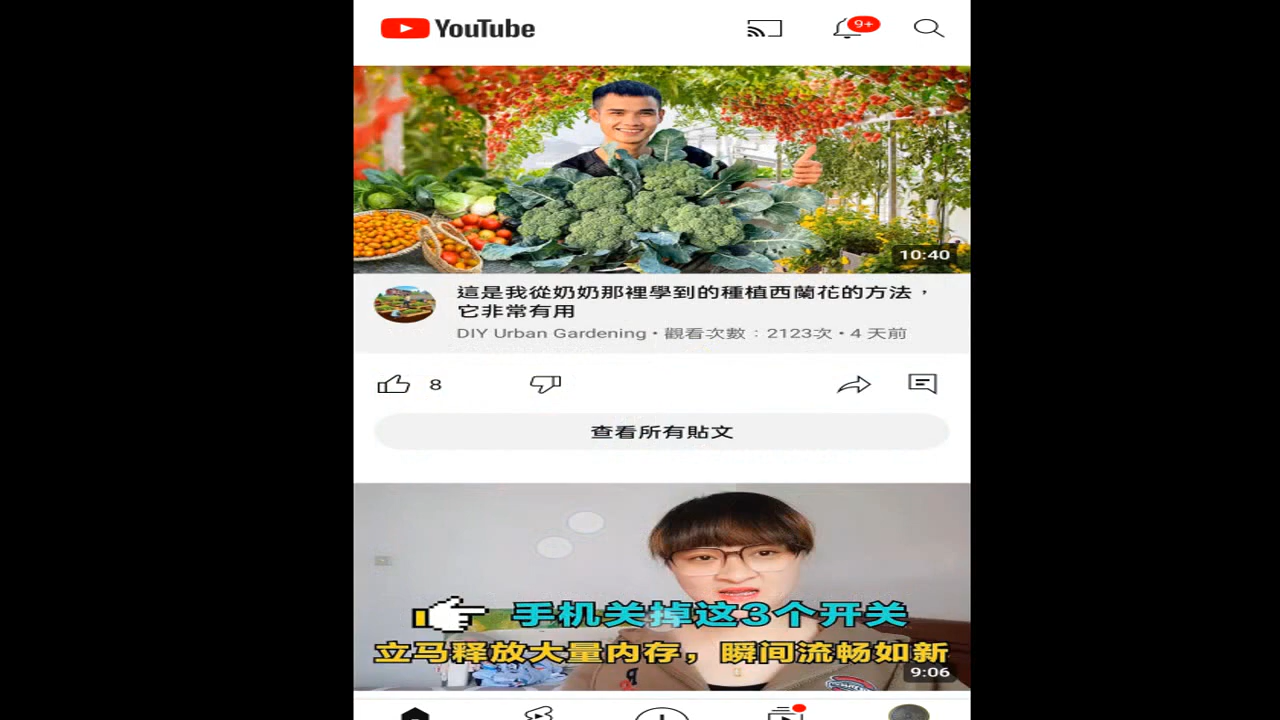 YouTube
9+
10:40
這是我從奶奶那裡學到的種植西蘭花的方法，
它非常有用
DIY Urban Gardening・觀看次數：2123次・4 天前
8
查看所有貼文
手机关掉这3个开关
立马释放大量内存，瞬间流畅如新
9:06